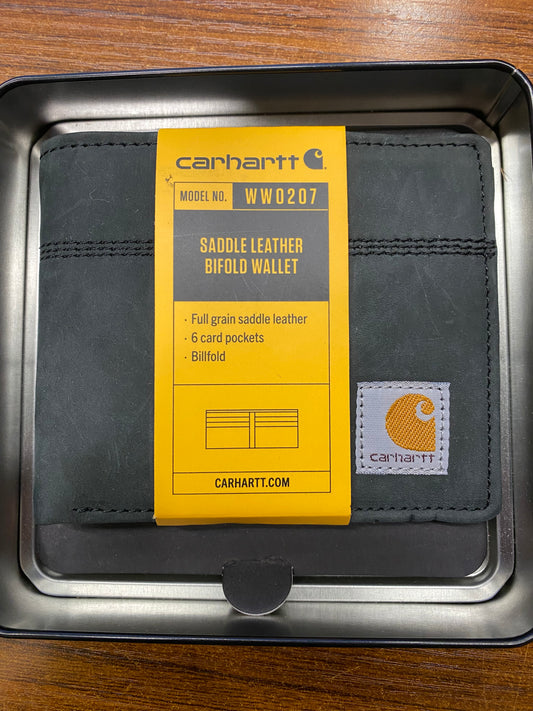 carhartt
MODEL NO. WW0207
SADDLE LEATHER
BIFOLD WALLET
· Full grain saddle leather
· 6 card pockets
· Billfold
CARHARTT.COM
carhartt